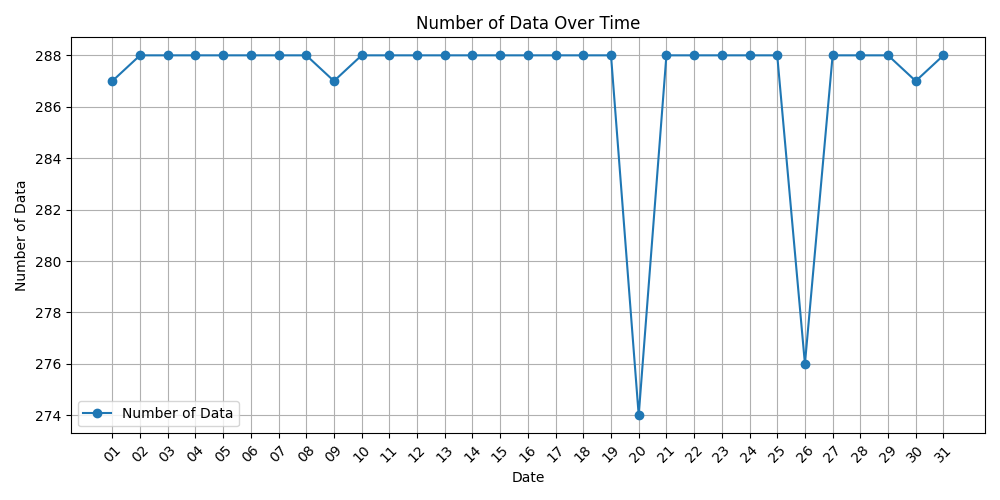 Number of Data Over Time
Number of Data
288
286
284
282
280
278
276
274
Number of Data
01 02 03 04 05 06 07 08 09 10 11 12 13 14 15 16 17 18 19 20 21 22 23 24 25 26 27 28 29 30 31
Date